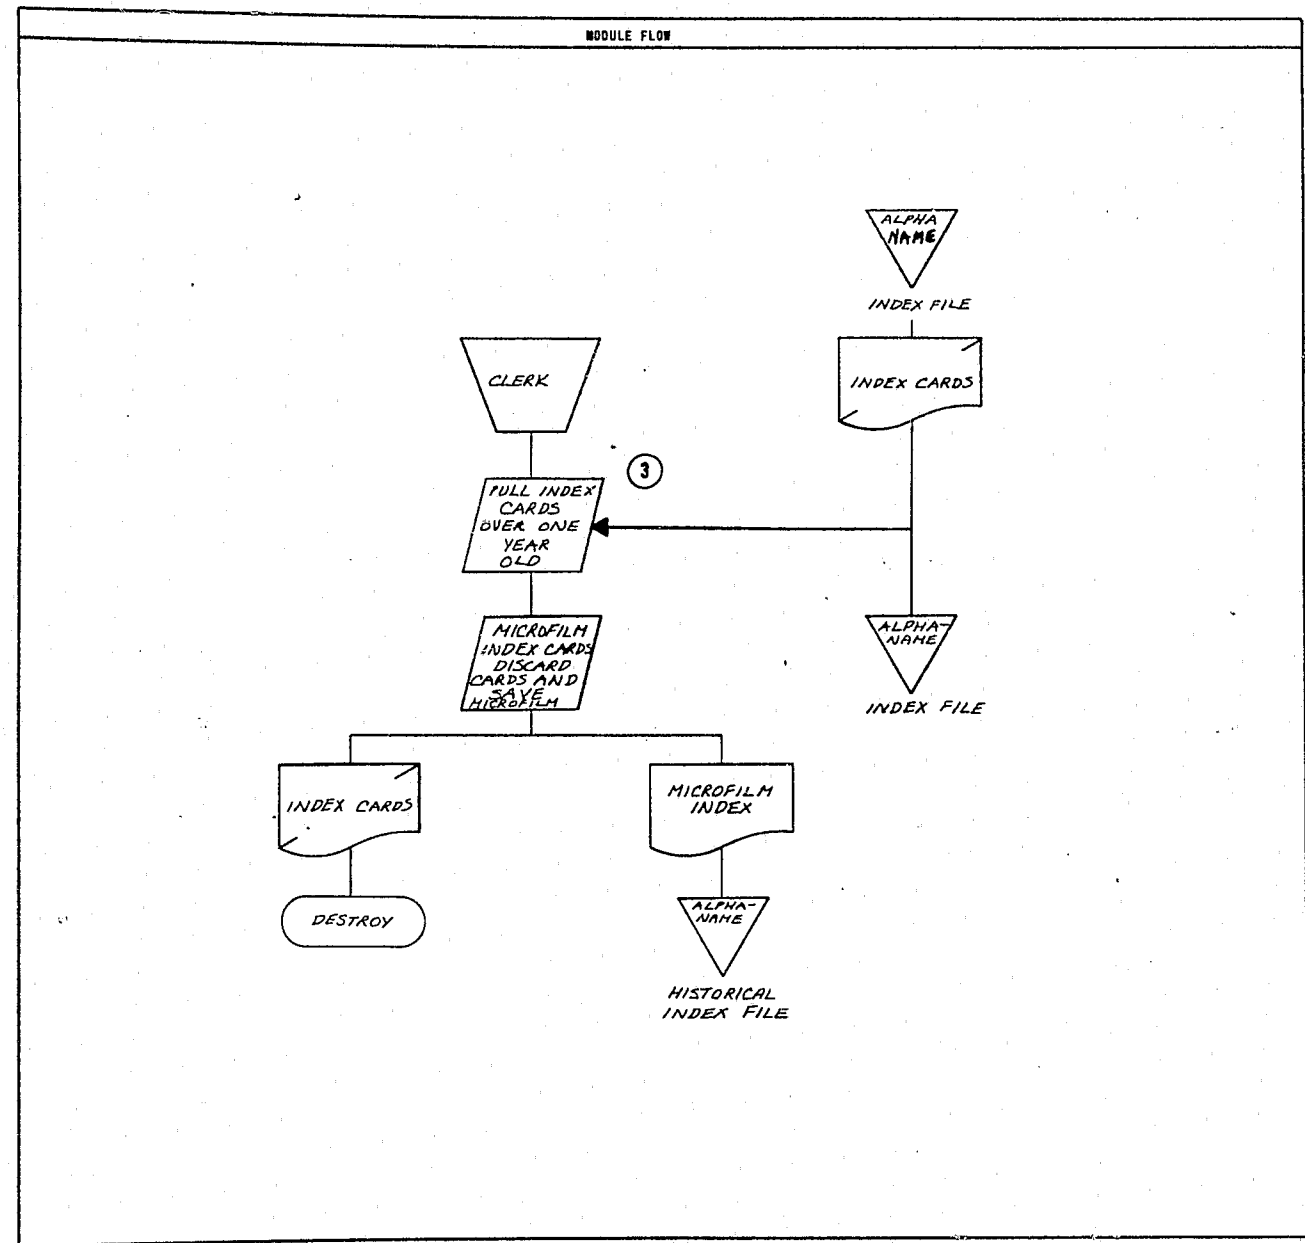 MODULE FLOW
ALPHA
NAME
INDEX FILE
INDEX CARDS
CLERK
3
PULL INDEX
CARDS
OVER ONE
YEAR
OLD
MICROFILM
INDEX CARDS
DISCARD
CARDS AND
SAVE
MICROFILM
ALPHA-
NAME
INDEX FILE
INDEX CARDS
DESTROY
MICROFILM
INDEX
ALPHA-
NAME
HISTORICAL
INDEX FILE